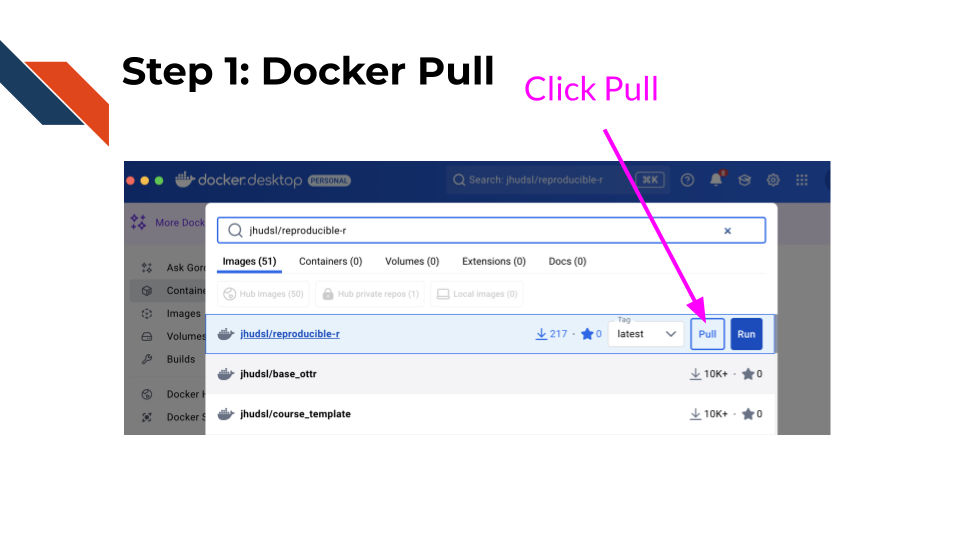 Step 1: Docker Pull
Click Pull
docker.desktop PERSONAL
Search: jhudsl/reproducible-r
⌘K
More Dock
jhudsl/reproducible-r
Images (51) Containers (0) Volumes (0) Extensions (0) Docs (0)
Hub images (50) Hub private repos (1) Local images (0)
Ask Gor
Containe
Images
Volumes
Builds
Docker H
Docker S
jhudsl/reproducible-r 217 · 0 Tag latest Pull Run
jhudsl/base_ottr 10K+ · 0
jhudsl/course_template 10K+ · 0